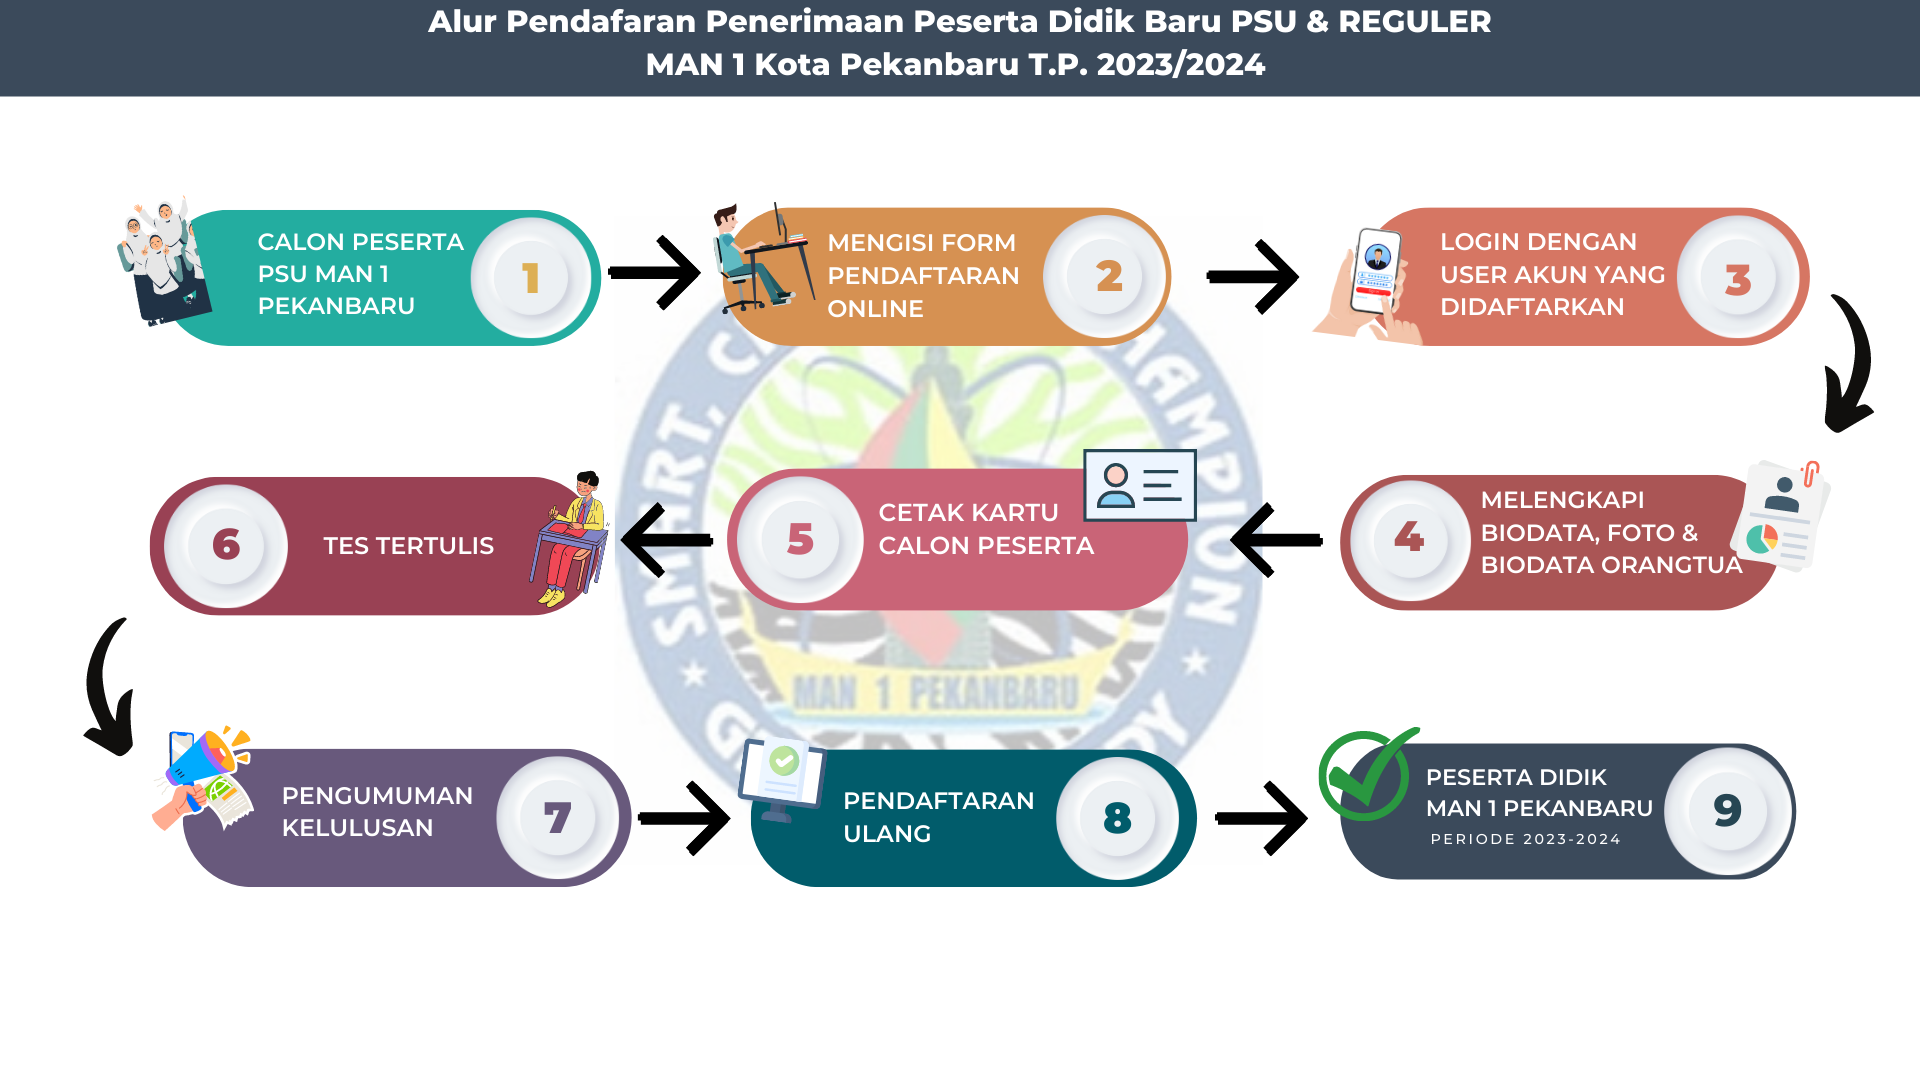 Alur Pendafaran Penerimaan Peserta Didik Baru PSU & REGULER
MAN 1 Kota Pekanbaru T.P. 2023/2024
CALON PESERTA
PSU MAN 1
PEKANBARU
1
MENGISI FORM
PENDAFTARAN
ONLINE
2
LOGIN DENGAN
USER AKUN YANG
DIDAFTARKAN
3
MELENGKAPI
BIODATA, FOTO &
BIODATA ORANGTUA
4
CETAK KARTU
CALON PESERTA
5
TES TERTULIS
6
PENGUMUMAN
KELULUSAN
7
PENDAFTARAN
ULANG
8
PESERTA DIDIK
MAN 1 PEKANBARU
PERIODE 2023-2024
9
SMART,
MAN 1 PEKANBARU